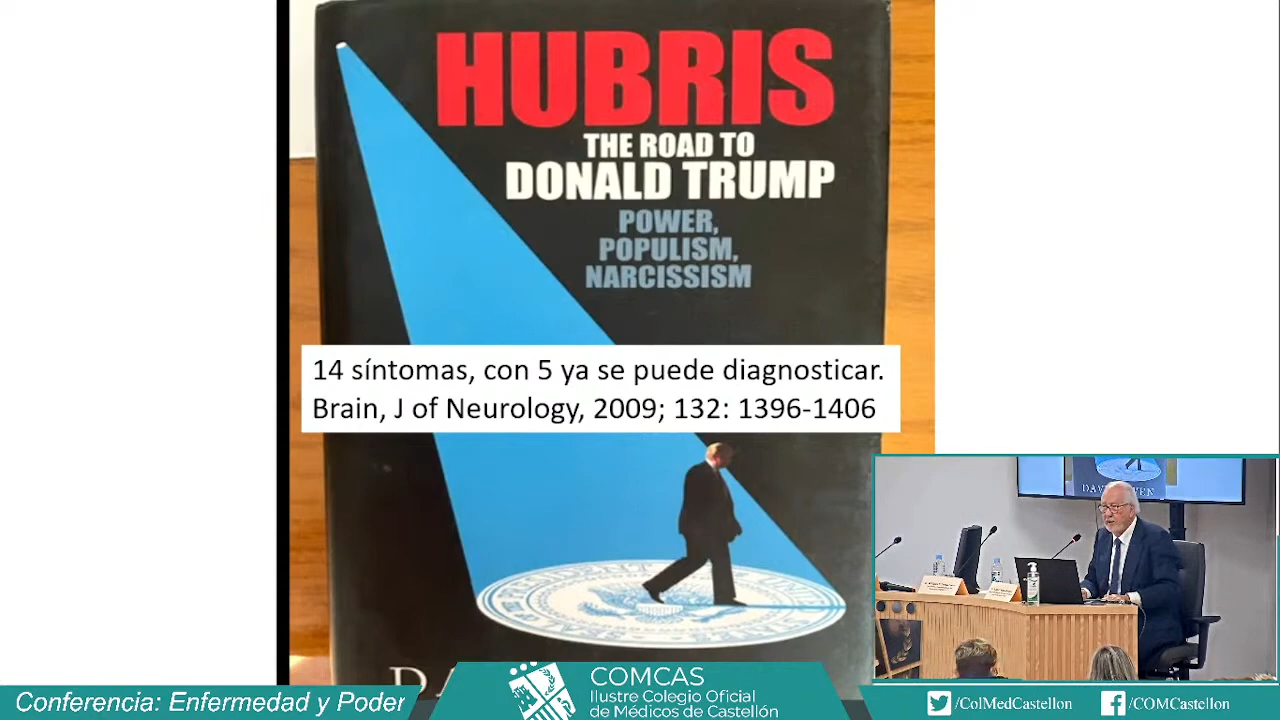 HUBRIS
THE ROAD TO
DONALD TRUMP
POWER,
POPULISM,
NARCISSISM
14 síntomas, con 5 ya se puede diagnosticar.
Brain, J of Neurology, 2009; 132: 1396-1406
COMCAS
Ilustre Colegio Oficial
de Médicos de Castellón
Conferencia: Enfermedad y Poder
/ColMedCastellon
/COMCastellon